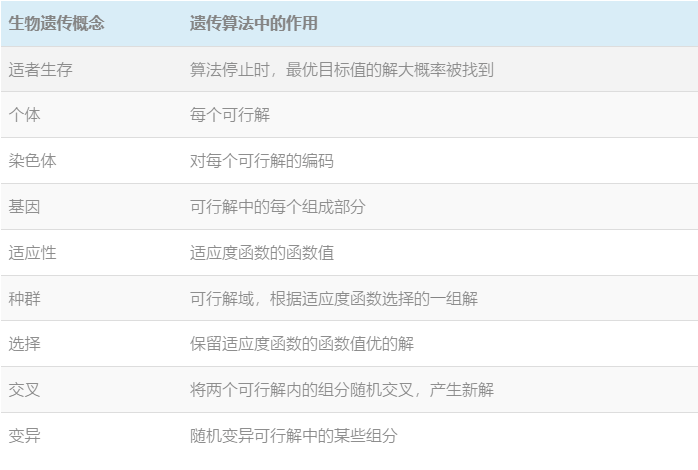 生物遗传概念 遗传算法中的作用
适者生存 算法停止时，最优目标值的解大概率被找到
个体 每个可行解
染色体 对每个可行解的编码
基因 可行解中的每个组成部分
适应性 适应度函数的函数值
种群 可行解域，根据适应度函数选择的一组解
选择 保留适应度函数的函数值优的解
交叉 将两个可行解内的组分随机交叉，产生新解
变异 随机变异可行解中的某些组分